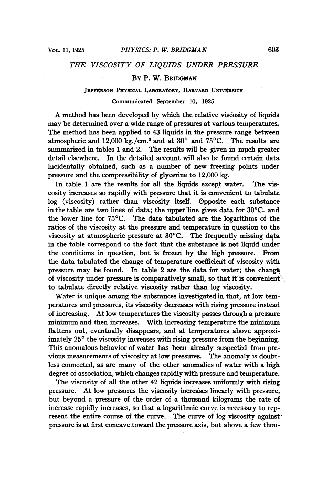 VOL. 11, 1925 PHYSICS: P. W. BRIDGMAN 603
THE VISCOSITY OF LIQUIDS UNDER PRESSURE
BY P. W. BRIDGMAN
JEFFERSON PHYSICAL LABORATORY, HARVARD UNIVERSITY
Communicated September 10, 1925
A method has been developed by which the relative viscosity of liquids
may be determined over a wide range of pressures at various temperatures.
The method has been applied to 43 liquids in the pressure range between
atmospheric and 12,000 kg./cm.² and at 30° and 75°C. The results are
summarized in tables 1 and 2. The results will be given in much greater
detail elsewhere. In the detailed account will also be found certain data
incidentally obtained, such as a number of new freezing points under
pressure and the compressibility of glycerine to 12,000 kg.
In table 1 are the results for all the liquids except water. The vis-
cosity increases so rapidly with pressure that it is convenient to tabulate
log (viscosity) rather than viscosity itself. Opposite each substance
in the table are two lines of data; the upper line gives data for 30°C. and
the lower line for 75°C. The data tabulated are the logarithms of the
ratios of the viscosity at the pressure and temperature in question to the
viscosity at atmospheric pressure at 30°C. The frequently missing data
in the table correspond to the fact that the substance is not liquid under
the conditions in question, but is frozen by the high pressure. From
the data tabulated the change of temperature coefficient of viscosity with
pressure may be found. In table 2 are the data for water; the change
of viscosity under pressure is comparatively small, so that it is convenient
to tabulate directly relative viscosity rather than log viscosity.
Water is unique among the substances investigated in that, at low tem-
peratures and pressures, its viscosity decreases with rising pressure instead
of increasing. At low temperatures the viscosity passes through a pressure
minimum and then increases. With increasing temperature the minimum
flattens out, eventually disappears, and at temperatures above approxi-
mately 25° the viscosity increases with rising pressure from the beginning.
This anomalous behavior of water has been already suspected from pre-
vious measurements of viscosity at low pressures. The anomaly is doubt-
less connected, as are many of the other anomalies of water with a high
degree of association, which changes rapidly with pressure and temperature.
The viscosity of all the other 42 liquids increases uniformly with rising
pressure. At low pressures the viscosity increases linearly with pressure,
but beyond a pressure of the order of a thousand kilograms the rate of
increase rapidly increases, so that a logarithmic curve is necessary to rep-
resent the entire course of the curve. The curve of log viscosity against
pressure is at first concave toward the pressure axis, but above a few thou-